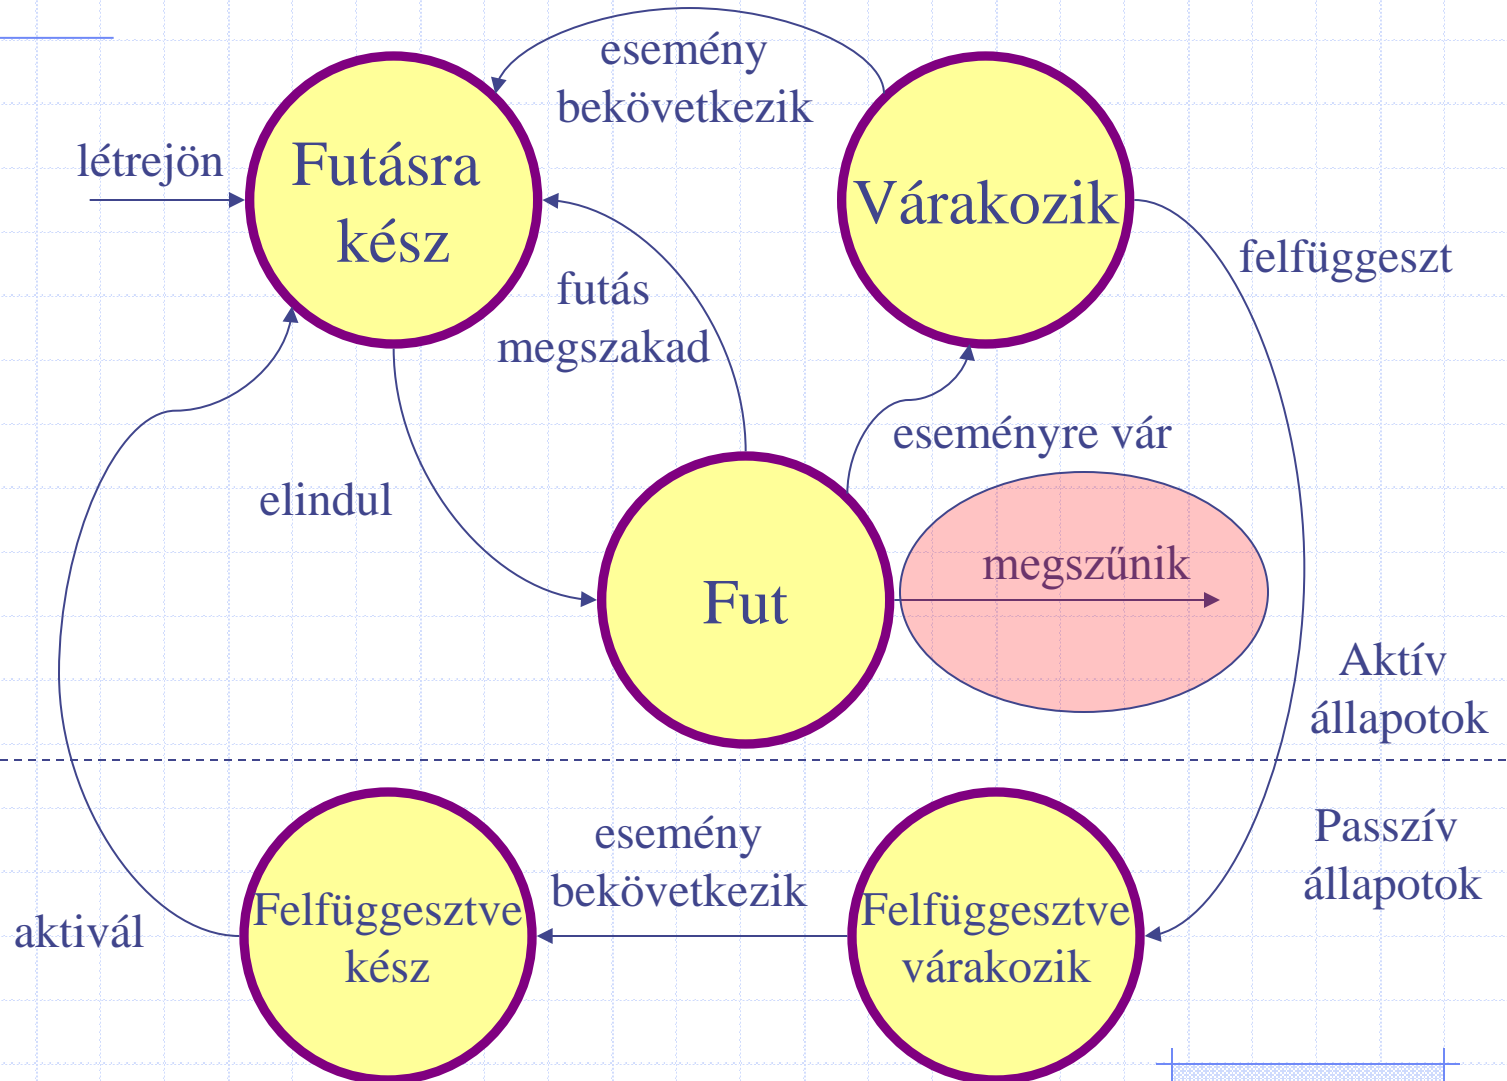 esemény
bekövetkezik
létrejön
Futásra
kész
Várakozik
felfüggeszt
futás
megszakad
eseményre vár
elindul
megszűnik
Fut
Aktív
állapotok
Passzív
állapotok
esemény
bekövetkezik
Felfüggesztve
kész
Felfüggesztve
várakozik
aktivál